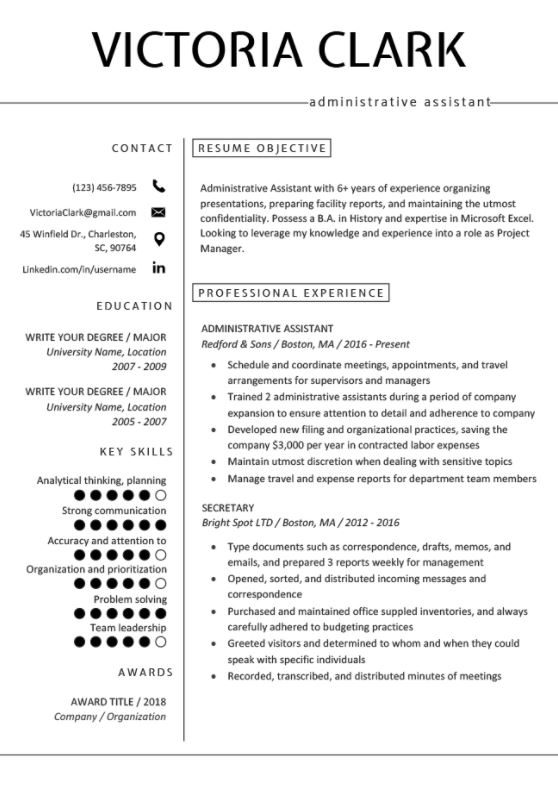 VICTORIA CLARK
administrative assistant
CONTACT
(123) 456-7895
VictoriaClark@gmail.com
45 Winfield Dr., Charleston,
SC, 90764
Linkedin.com/in/username
EDUCATION
WRITE YOUR DEGREE / MAJOR
University Name, Location
2007 - 2009
WRITE YOUR DEGREE / MAJOR
University Name, Location
2005 - 2007
KEY SKILLS
Analytical thinking, planning
Strong communication
Accuracy and attention to
Organization and prioritization
Problem solving
Team leadership
AWARDS
AWARD TITLE / 2018
Company / Organization
RESUME OBJECTIVE
Administrative Assistant with 6+ years of experience organizing
presentations, preparing facility reports, and maintaining the utmost
confidentiality. Possess a B.A. in History and expertise in Microsoft Excel.
Looking to leverage my knowledge and experience into a role as Project
Manager.
PROFESSIONAL EXPERIENCE
ADMINISTRATIVE ASSISTANT
Redford & Sons / Boston, MA / 2016 - Present
• Schedule and coordinate meetings, appointments, and travel
arrangements for supervisors and managers
• Trained 2 administrative assistants during a period of company
expansion to ensure attention to detail and adherence to company
• Developed new filing and organizational practices, saving the
company $3,000 per year in contracted labor expenses
• Maintain utmost discretion when dealing with sensitive topics
• Manage travel and expense reports for department team members
SECRETARY
Bright Spot LTD / Boston, MA / 2012 - 2016
• Type documents such as correspondence, drafts, memos, and
emails, and prepared 3 reports weekly for management
• Opened, sorted, and distributed incoming messages and
correspondence
• Purchased and maintained office suppled inventories, and always
carefully adhered to budgeting practices
• Greeted visitors and determined to whom and when they could
speak with specific individuals
• Recorded, transcribed, and distributed minutes of meetings